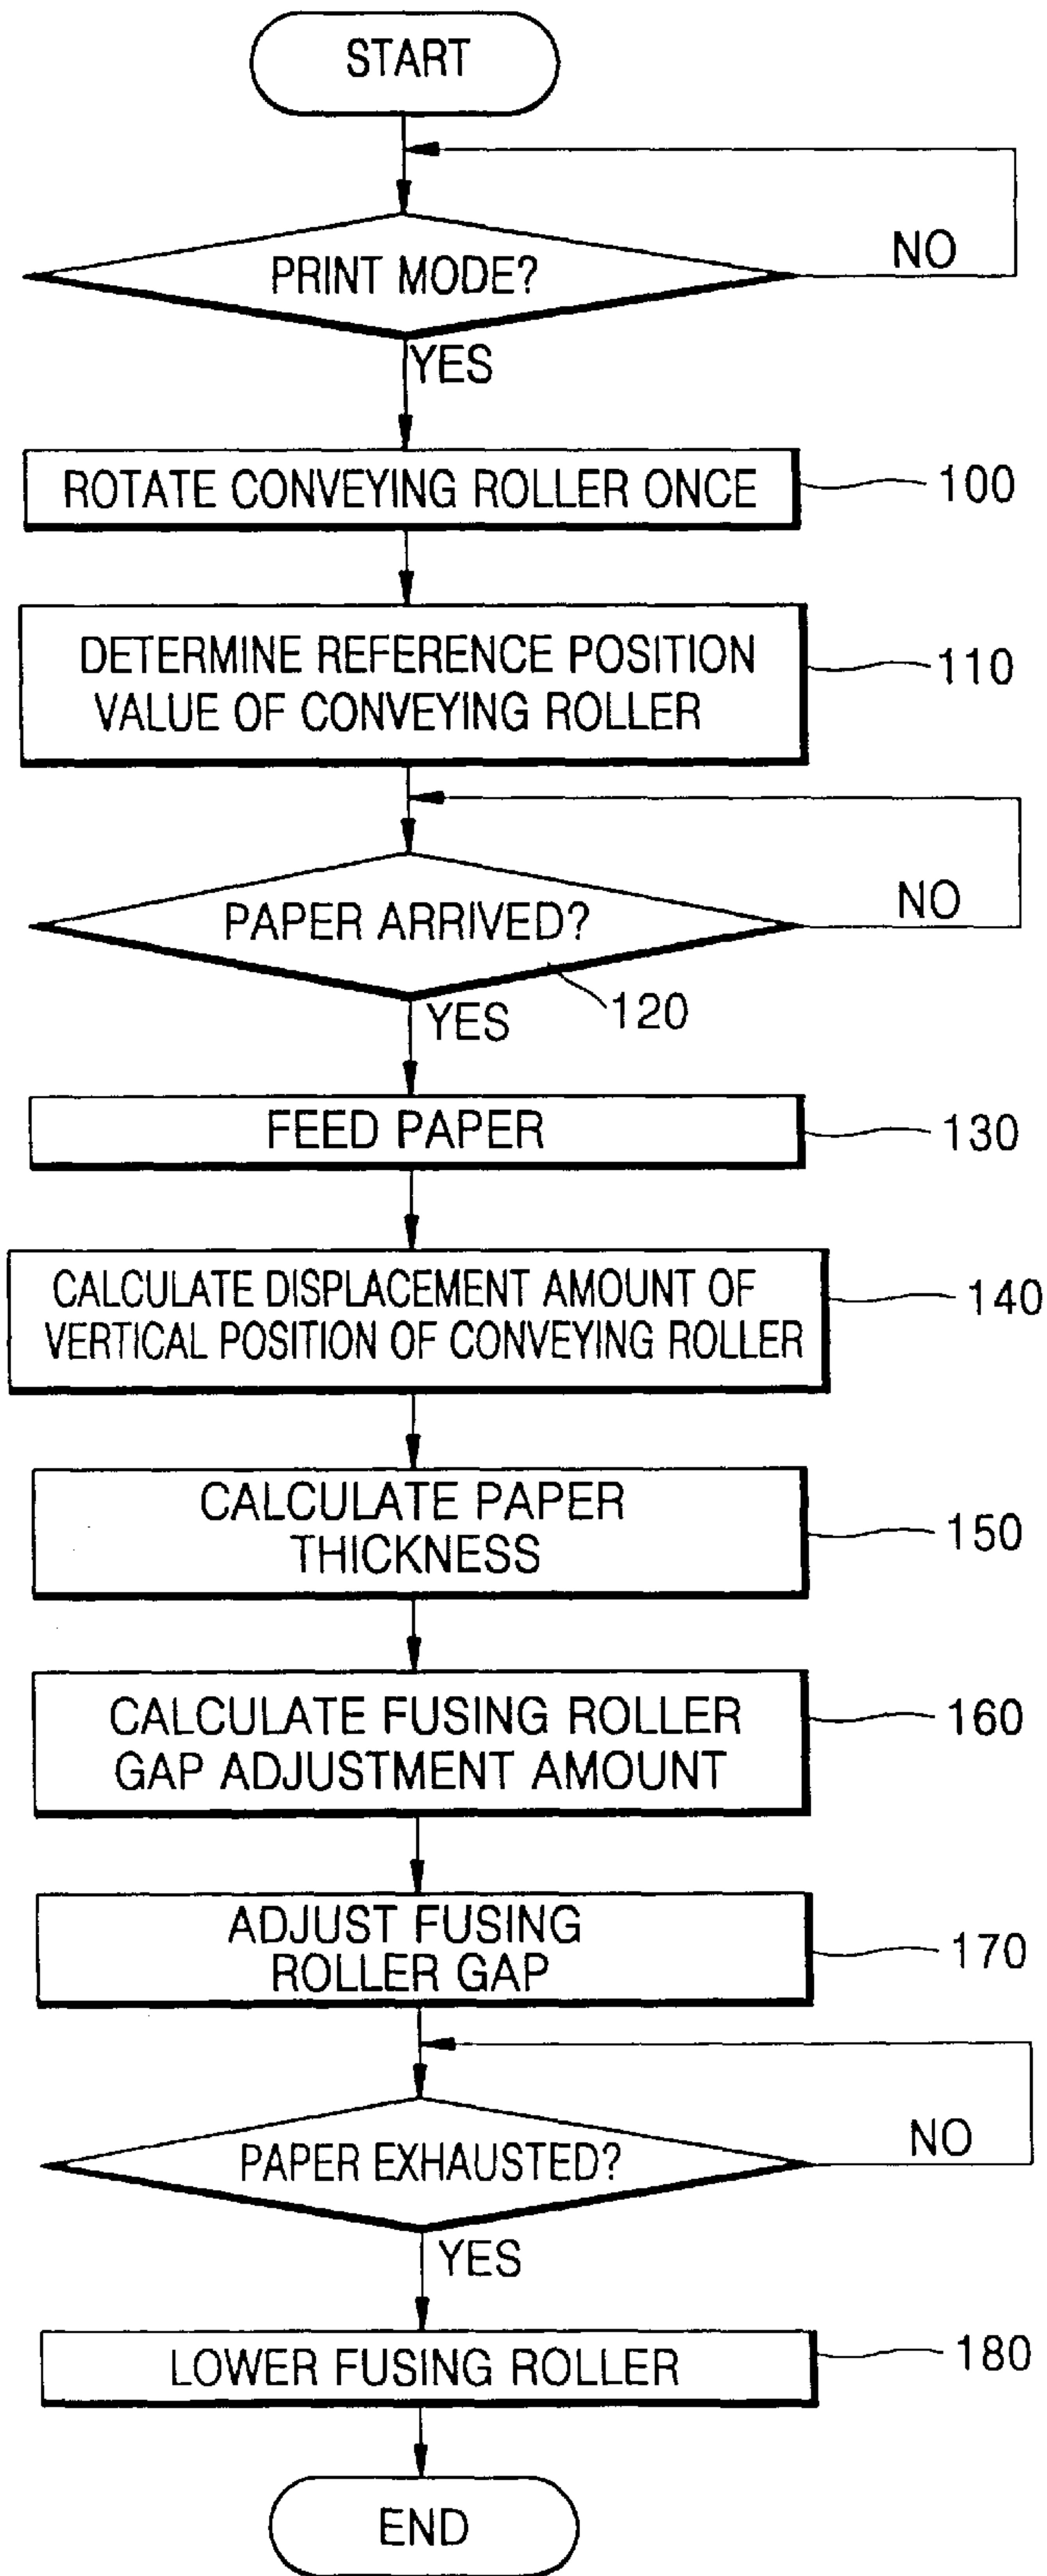 START
PRINT MODE?
NO
YES
ROTATE CONVEYING ROLLER ONCE
100
DETERMINE REFERENCE POSITION
VALUE OF CONVEYING ROLLER
110
PAPER ARRIVED?
NO
120
YES
FEED PAPER
130
CALCULATE DISPLACEMENT AMOUNT OF
VERTICAL POSITION OF CONVEYING ROLLER
140
CALCULATE PAPER
THICKNESS
150
CALCULATE FUSING ROLLER
GAP ADJUSTMENT AMOUNT
160
ADJUST FUSING
ROLLER GAP
170
PAPER EXHAUSTED?
NO
YES
LOWER FUSING ROLLER
180
END